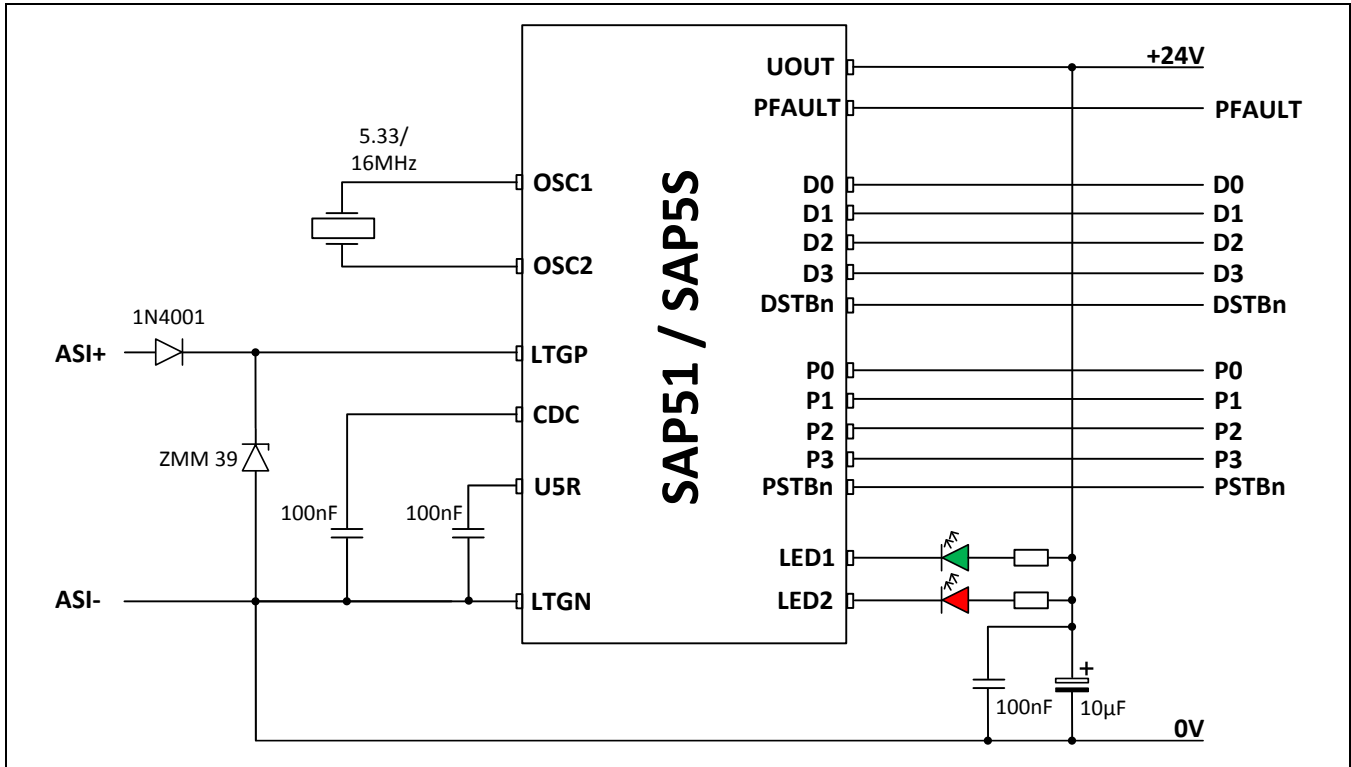 +24V
UOUT
PFAULT
PFAULT
5.33/
16MHz
OSC1
OSC2
D0
D0
D1
D1
D2
D2
D3
D3
DSTBn
DSTBn
SAP51 / SAP5S
1N4001
ASI+
LTGP
CDC
ZMM 39
U5R
100nF
100nF
ASI-
LTGN
P0
P0
P1
P1
P2
P2
P3
P3
PSTBn
PSTBn
LED1
LED2
+
100nF
10µF
0V